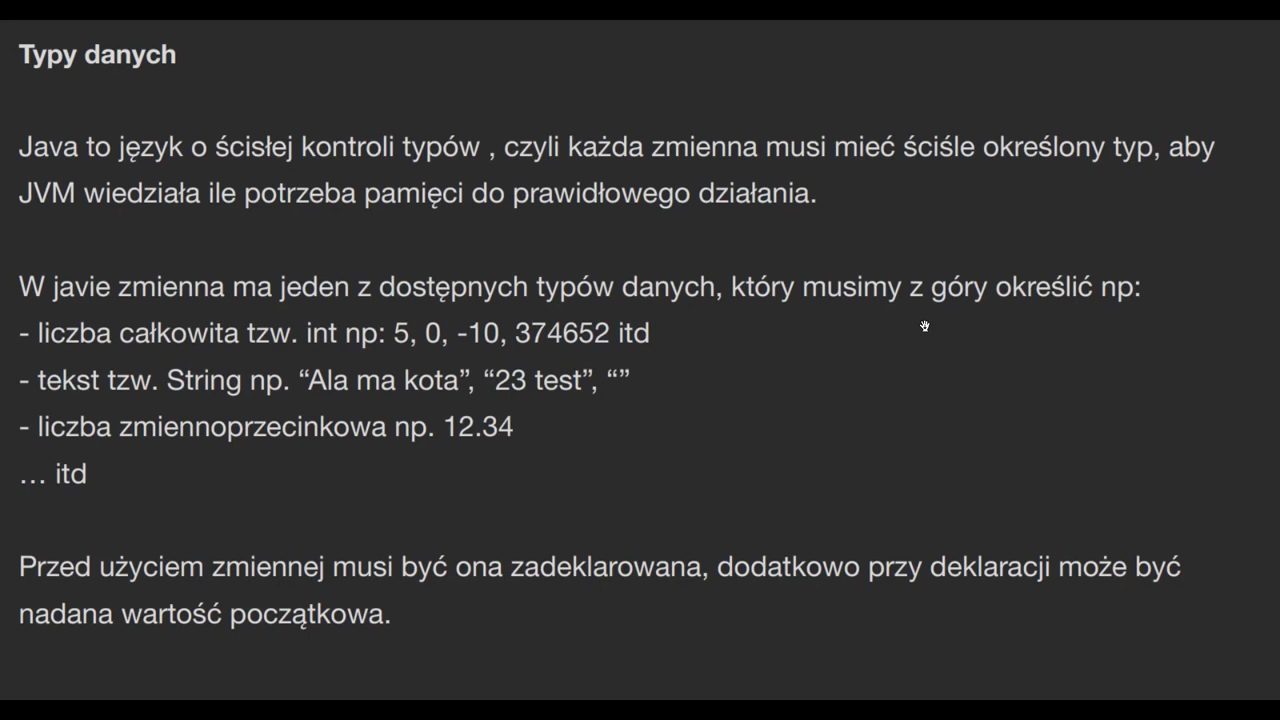 Typy danych
Java to język o ścisłej kontroli typów , czyli każda zmienna musi mieć ściśle określony typ, aby
JVM wiedziała ile potrzeba pamięci do prawidłowego działania.
W javie zmienna ma jeden z dostępnych typów danych, który musimy z góry określić np:
- liczba całkowita tzw. int np: 5, 0, -10, 374652 itd
- tekst tzw. String np. “Ala ma kota”, “23 test”, “”
- liczba zmiennoprzecinkowa np. 12.34
… itd
Przed użyciem zmiennej musi być ona zadeklarowana, dodatkowo przy deklaracji może być
nadana wartość początkowa.